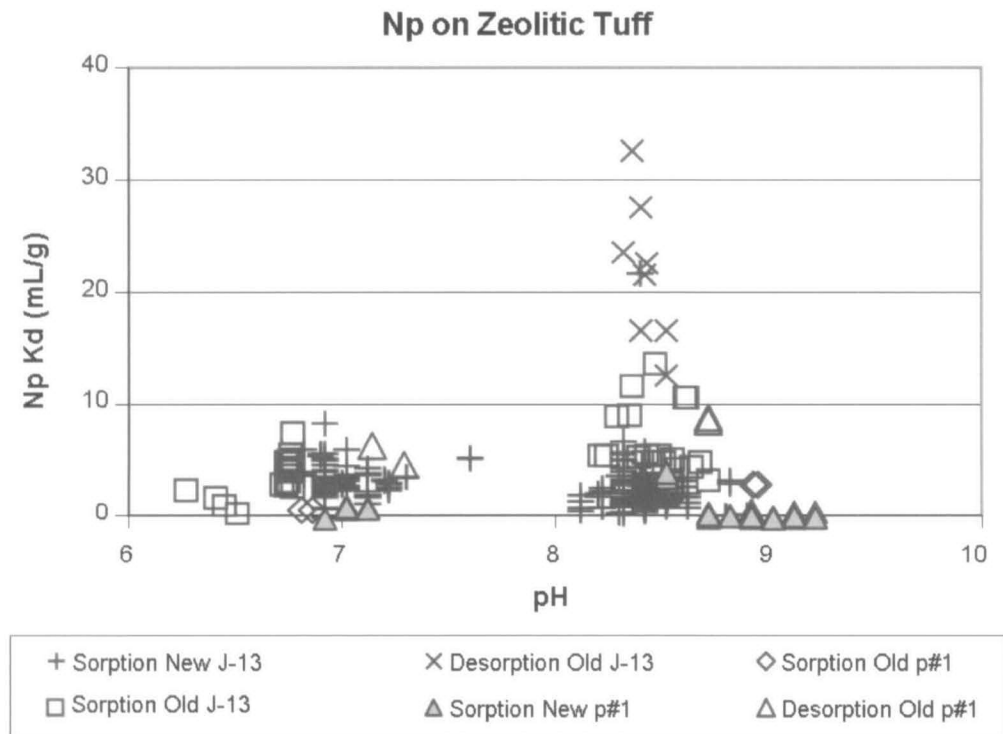 Np on Zeolitic Tuff
40
30
20
10
0
Np Kd (mL/g)
6 7 8 9 10
pH
Sorption New J-13 Desorption Old J-13 Sorption Old p#1
Sorption Old J-13 Sorption New p#1 Desorption Old p#1